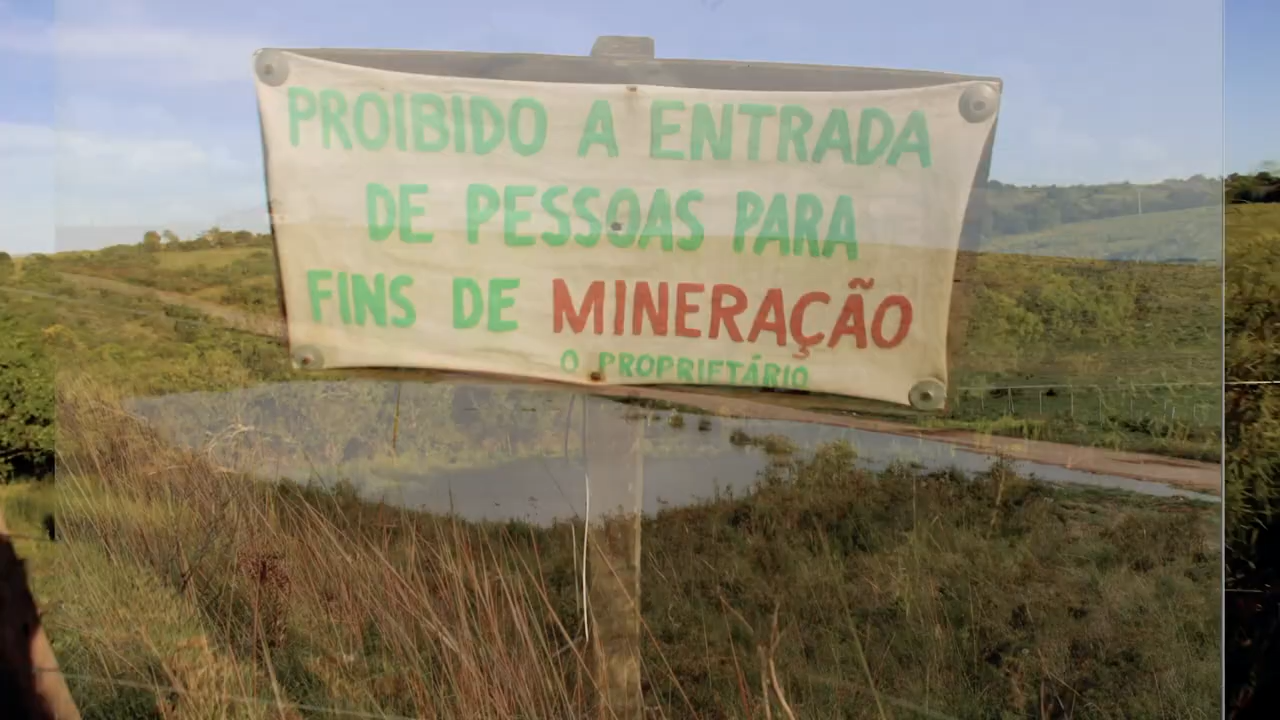 PROIBIDO A ENTRADA
DE PESSOAS PARA
FINS DE MINERAÇÃO
O PROPRIETÁRIO